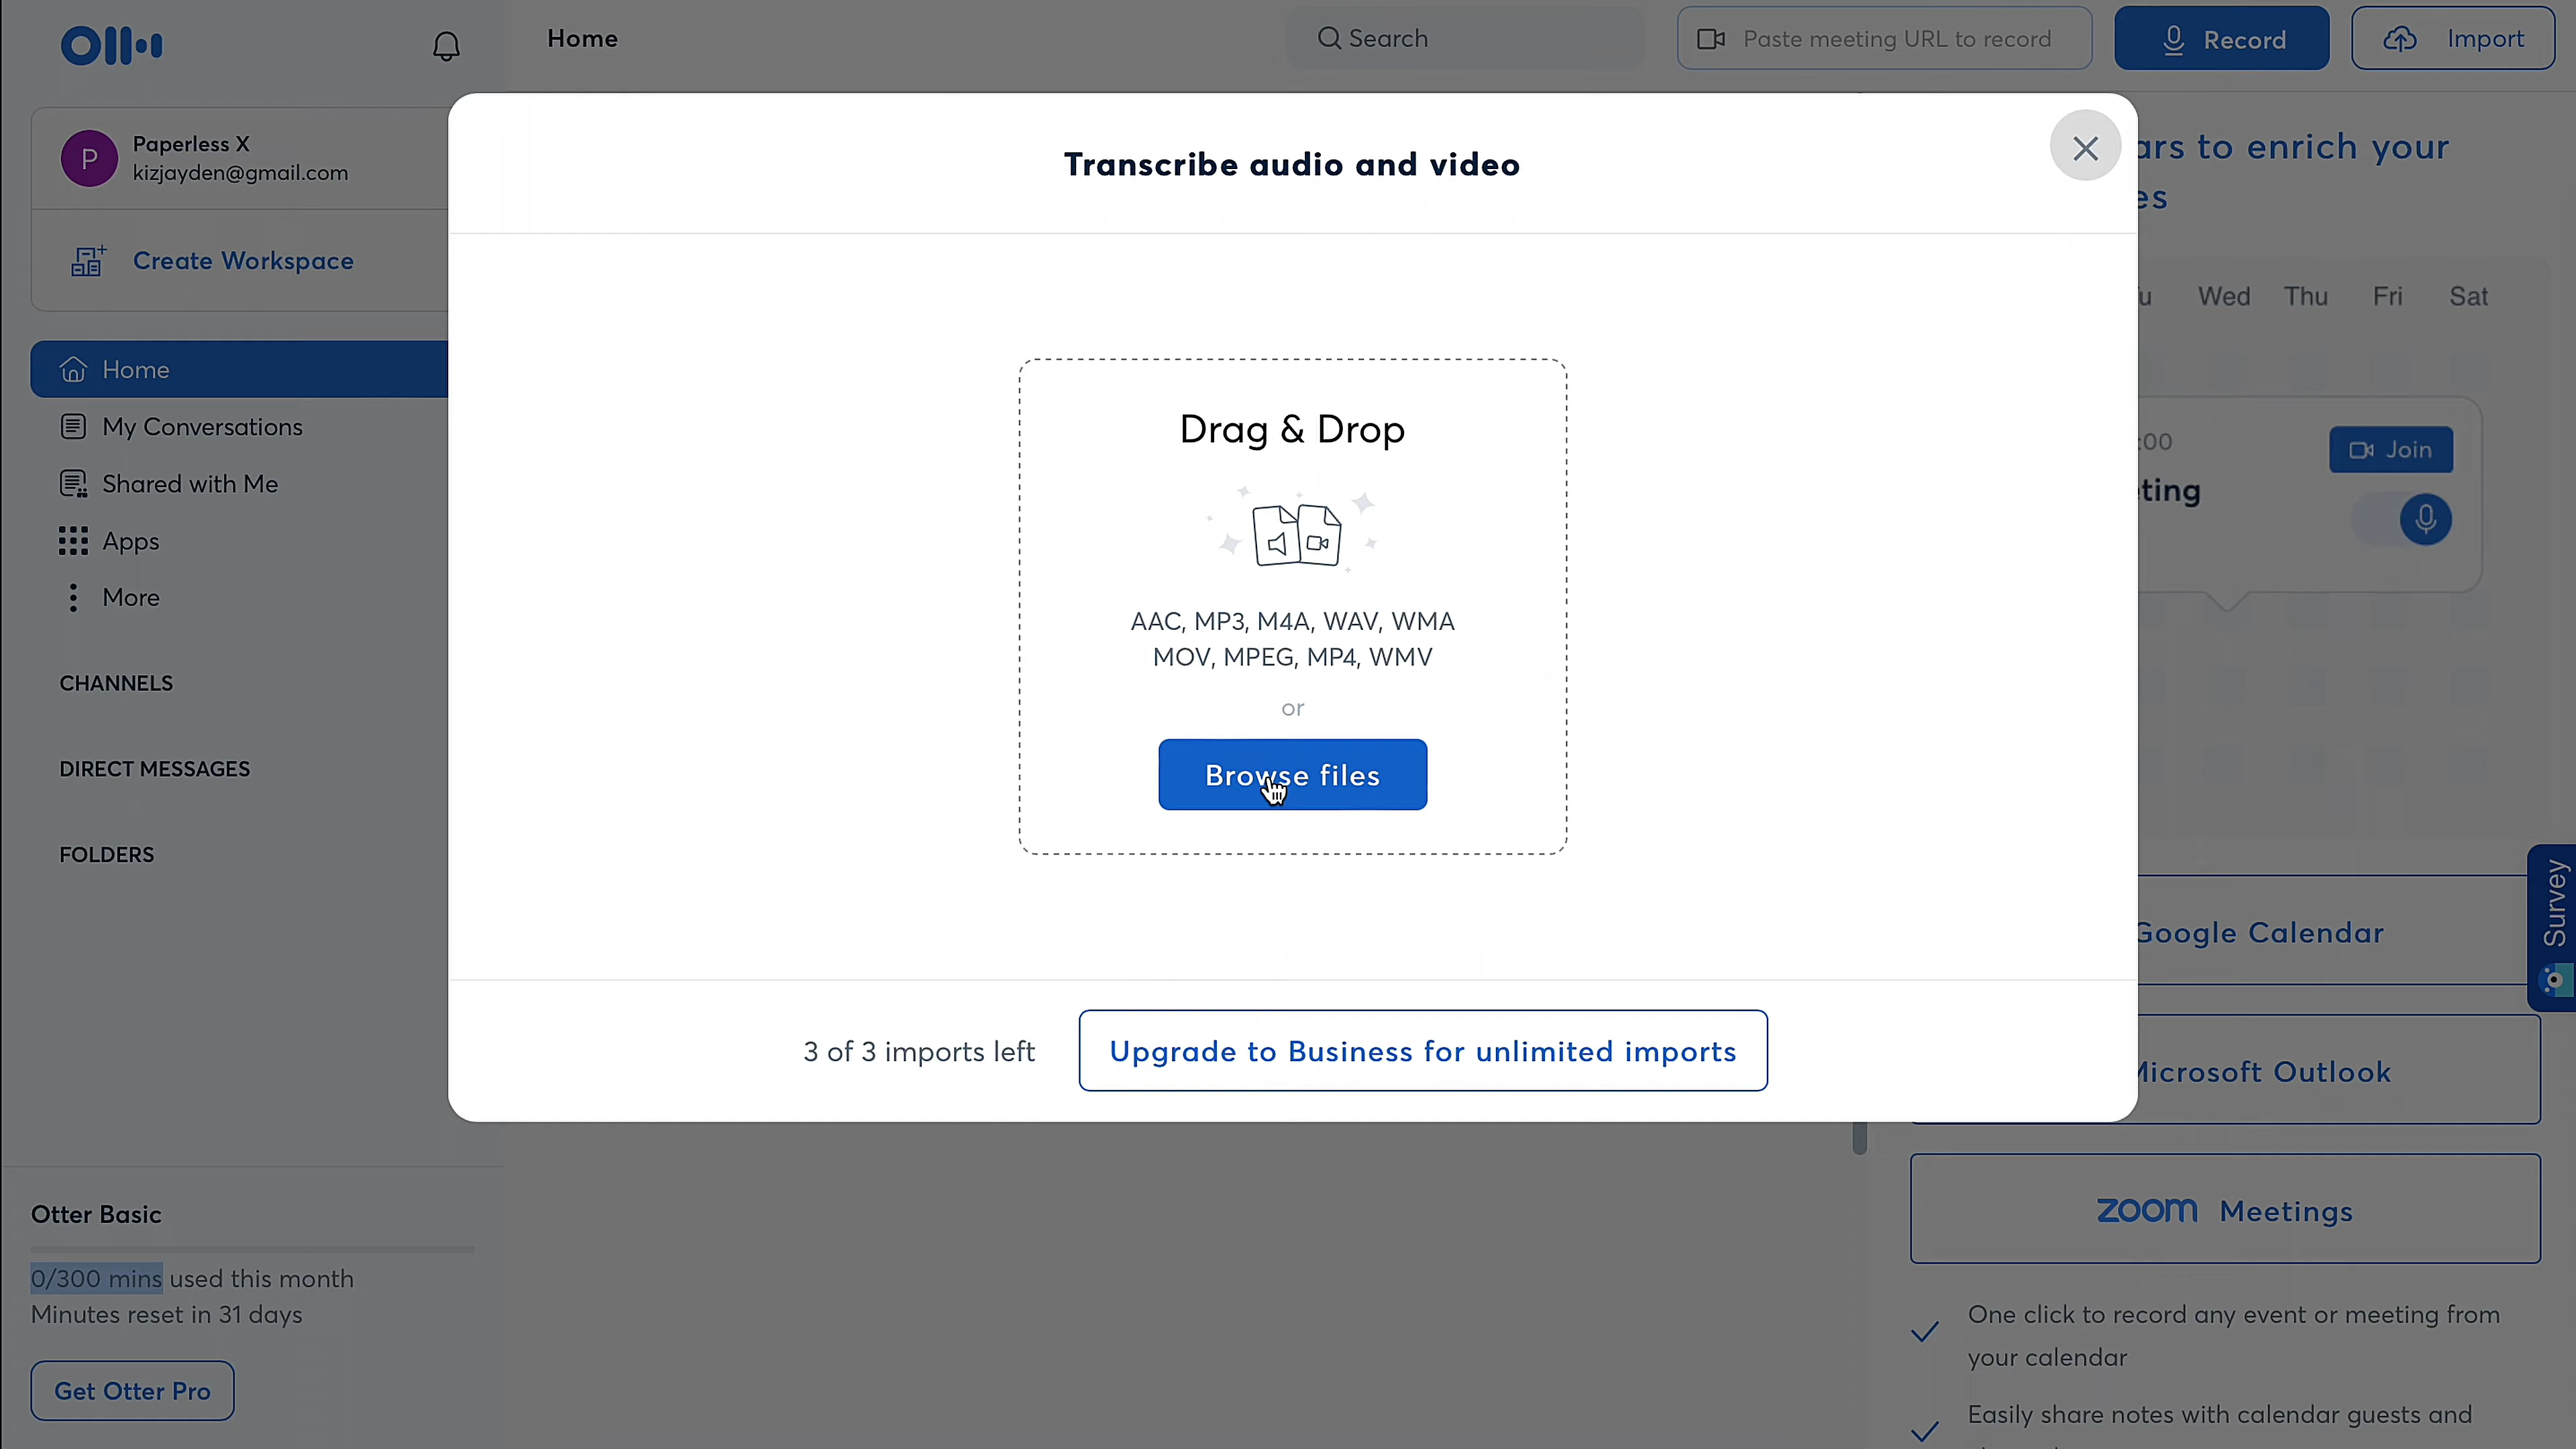 Home
Search
Paste meeting URL to record
Record
Import
P
Paperless X
kizjayden@gmail.com
Create Workspace
Home
My Conversations
Shared with Me
Apps
More
CHANNELS
DIRECT MESSAGES
FOLDERS
Otter Basic
0/300 mins used this month
Minutes reset in 31 days
Get Otter Pro
Transcribe audio and video
Drag & Drop
AAC, MP3, M4A, WAV, WMA
MOV, MPEG, MP4, WMV
or
Browse files
3 of 3 imports left
Upgrade to Business for unlimited imports
to enrich your
Wed Thu Fri Sat
:00
Join
Google Calendar
Microsoft Outlook
zoom Meetings
One click to record any event or meeting from
your calendar
Easily share notes with calendar guests and
Survey